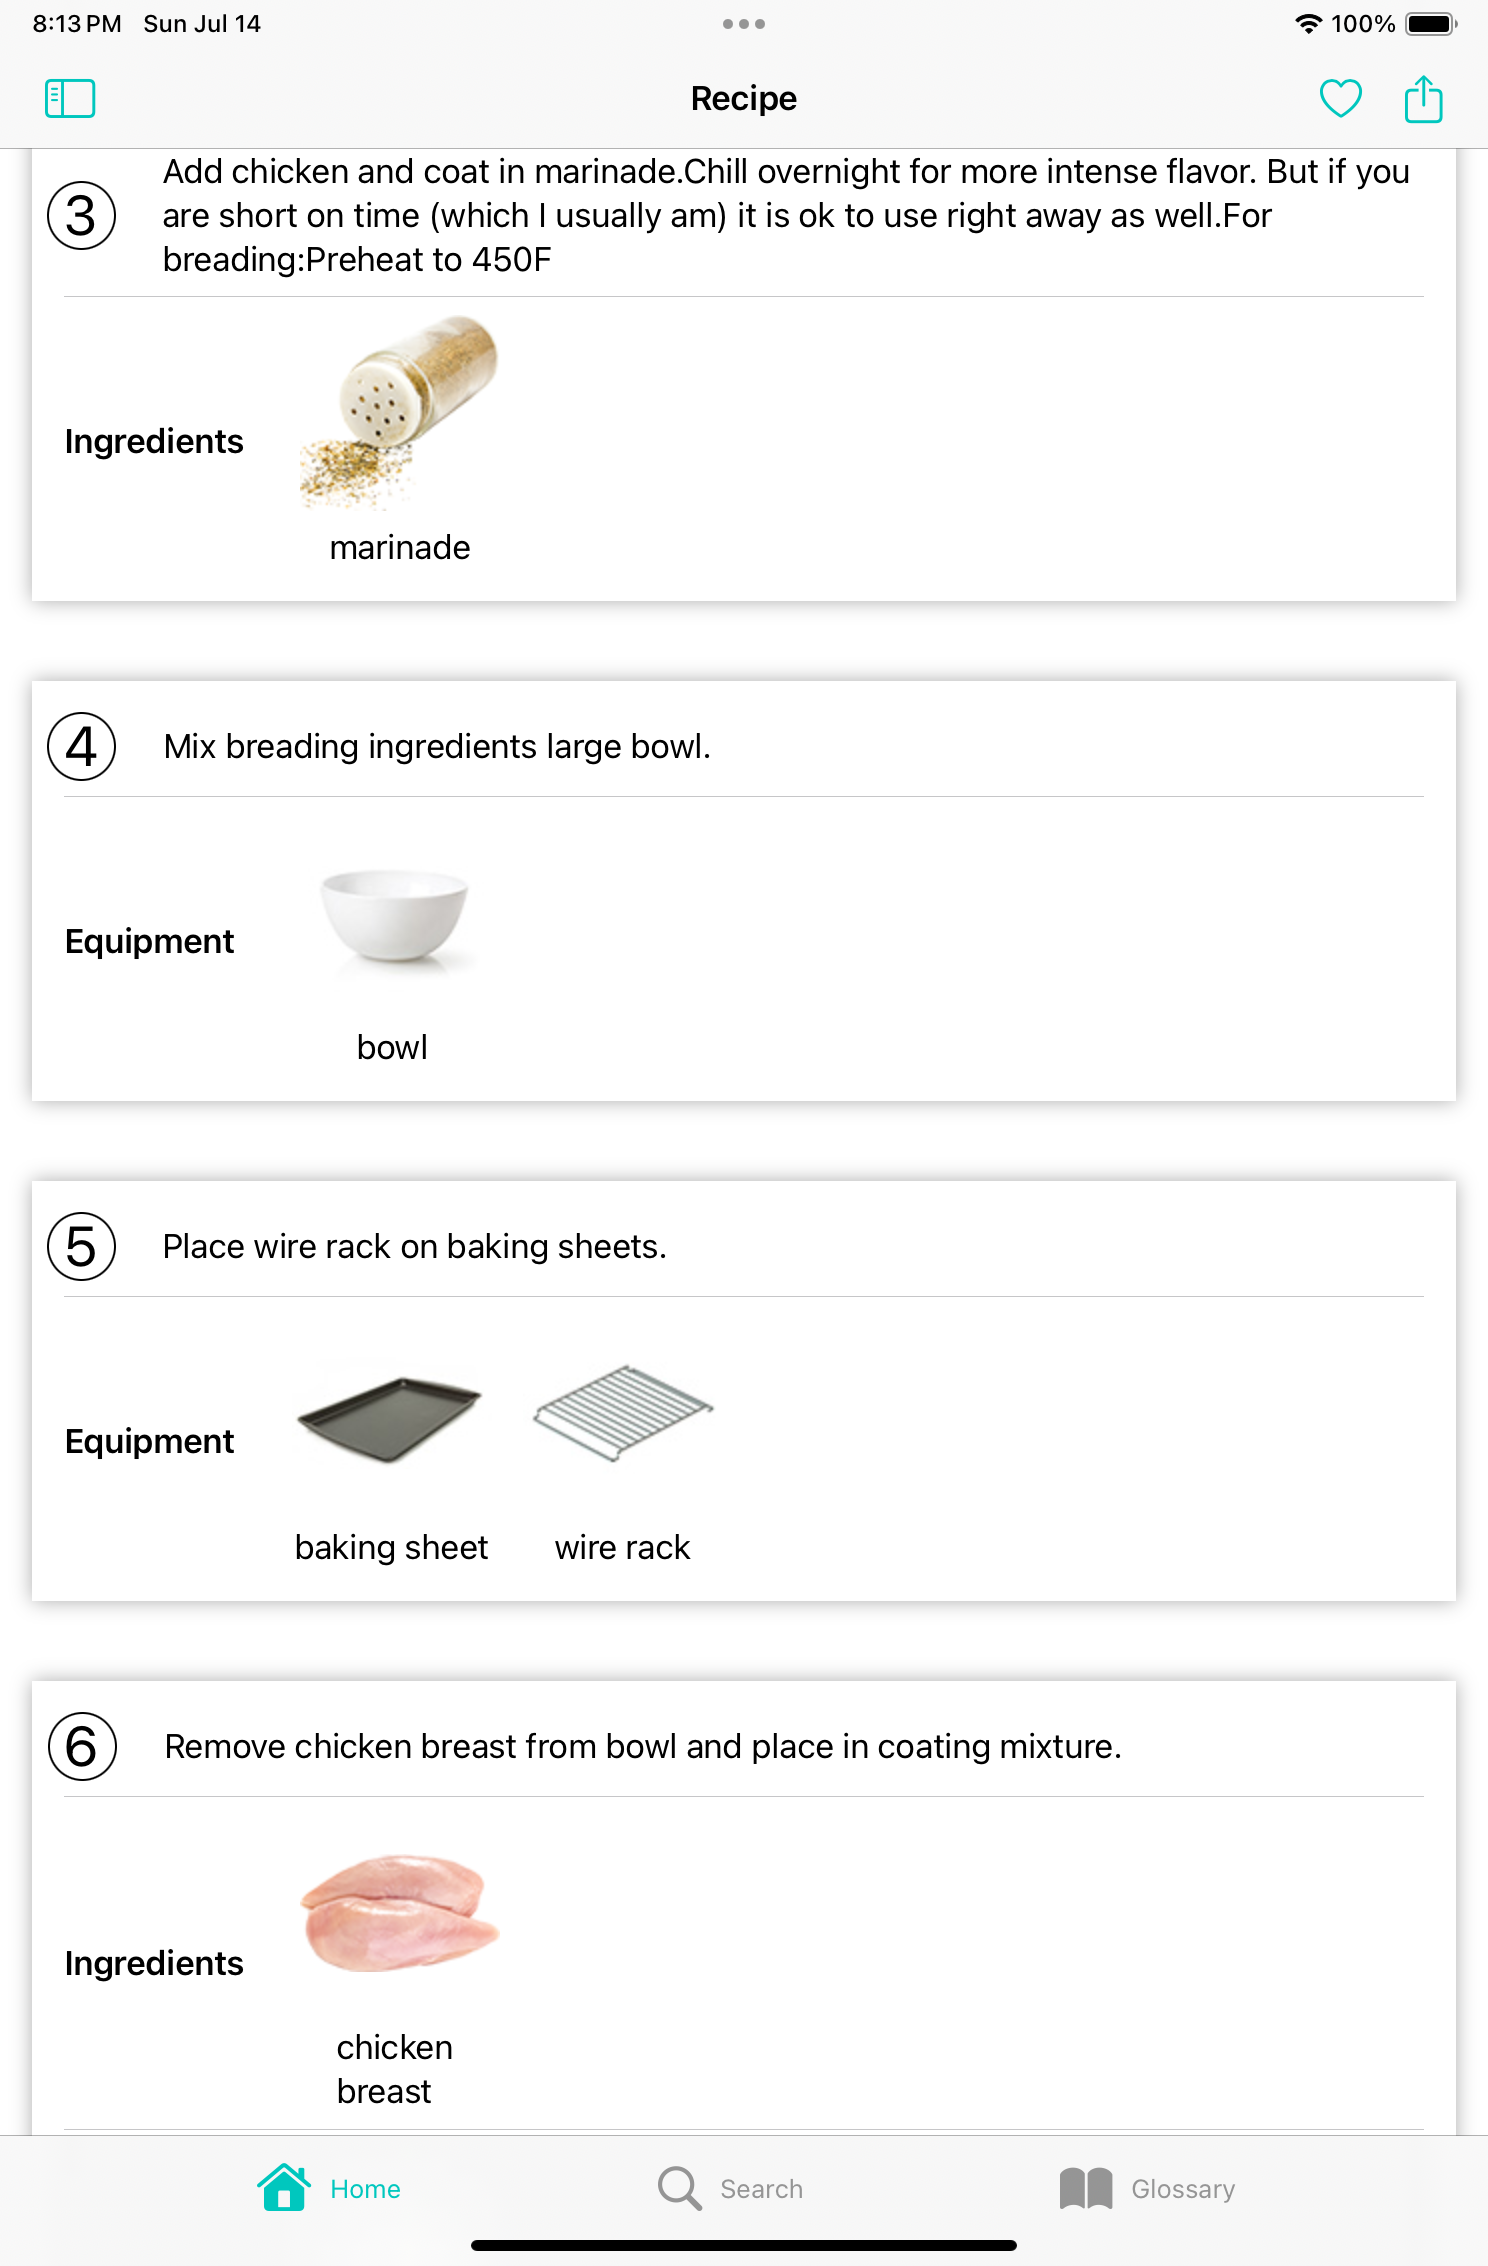 8:13 PM Sun Jul 14
100%
Recipe
3
Add chicken and coat in marinade.Chill overnight for more intense flavor. But if you
are short on time (which I usually am) it is ok to use right away as well.For
breading:Preheat to 450F
Ingredients
marinade
4
Mix breading ingredients large bowl.
Equipment
bowl
5
Place wire rack on baking sheets.
Equipment
baking sheet
wire rack
6
Remove chicken breast from bowl and place in coating mixture.
Ingredients
chicken
breast
Home
Search
Glossary